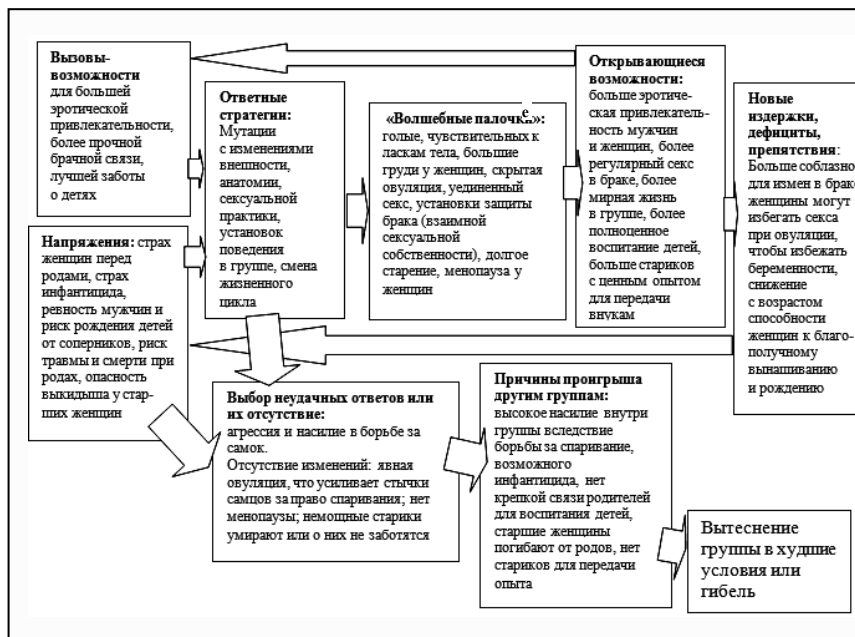 Вызовы-
возможности
для большей
эротической
привлекательности,
более прочной
брачной связи,
лучшей заботы
о детях
Ответные
стратегии:
Мутации
с изменениями
внешности,
анатомии,
сексуальной
практики,
установок
поведения
в группе, смена
жизненного
цикла
е
«Волшебные палочки»:
голые, чувствительных к
ласкам тела, большие
груди у женщин, скрытая
овуляция, уединенный
секс, установки защиты
брака (взаимной
сексуальной
собственности), долгое
старение, менопауза у
женщин
Открывающиеся
возможности:
больше эротиче-
ская привлекатель-
ность мужчин
и женщин, более
регулярный секс
в браке, более
мирная жизнь
в группе, более
полноценное
воспитание детей,
больше стариков
с ценным опытом
для передачи
внукам
Новые
издержки,
дефициты,
препятствия:
Больше соблазно
для измен в браке
женщины могут
избегать секса
при овуляции,
чтобы избежать
беременности,
снижение
с возрастом
способности
женщин к благо-
получному
вынашиванию
и рождению
Напряжения: страх
женщин перед
родами, страх
инфантицида,
ревность мужчин и
риск рождения детей
от соперников, риск
травмы и смерти при
родах, опасность
выкидыша у стар-
ших женщин
Выбор неудачных ответов или
их отсутствие:
агрессия и насилие в борьбе за
самок.
Отсутствие изменений: явная
овуляция, что усиливает стычки
самцов за право спаривания; нет
менопаузы; немощные старики
умирают или о них не заботятся
Причины проигрыша
другим группам:
высокое насилие внутри
группы вследствие
борьбы за спаривание,
возможного
инфантицида, нет
крепкой связи родителей
для воспитания детей,
старшие женщины
погибают от родов, нет
стариков для передачи
опыта
Вытеснение
группы в худшие
условия или
гибель